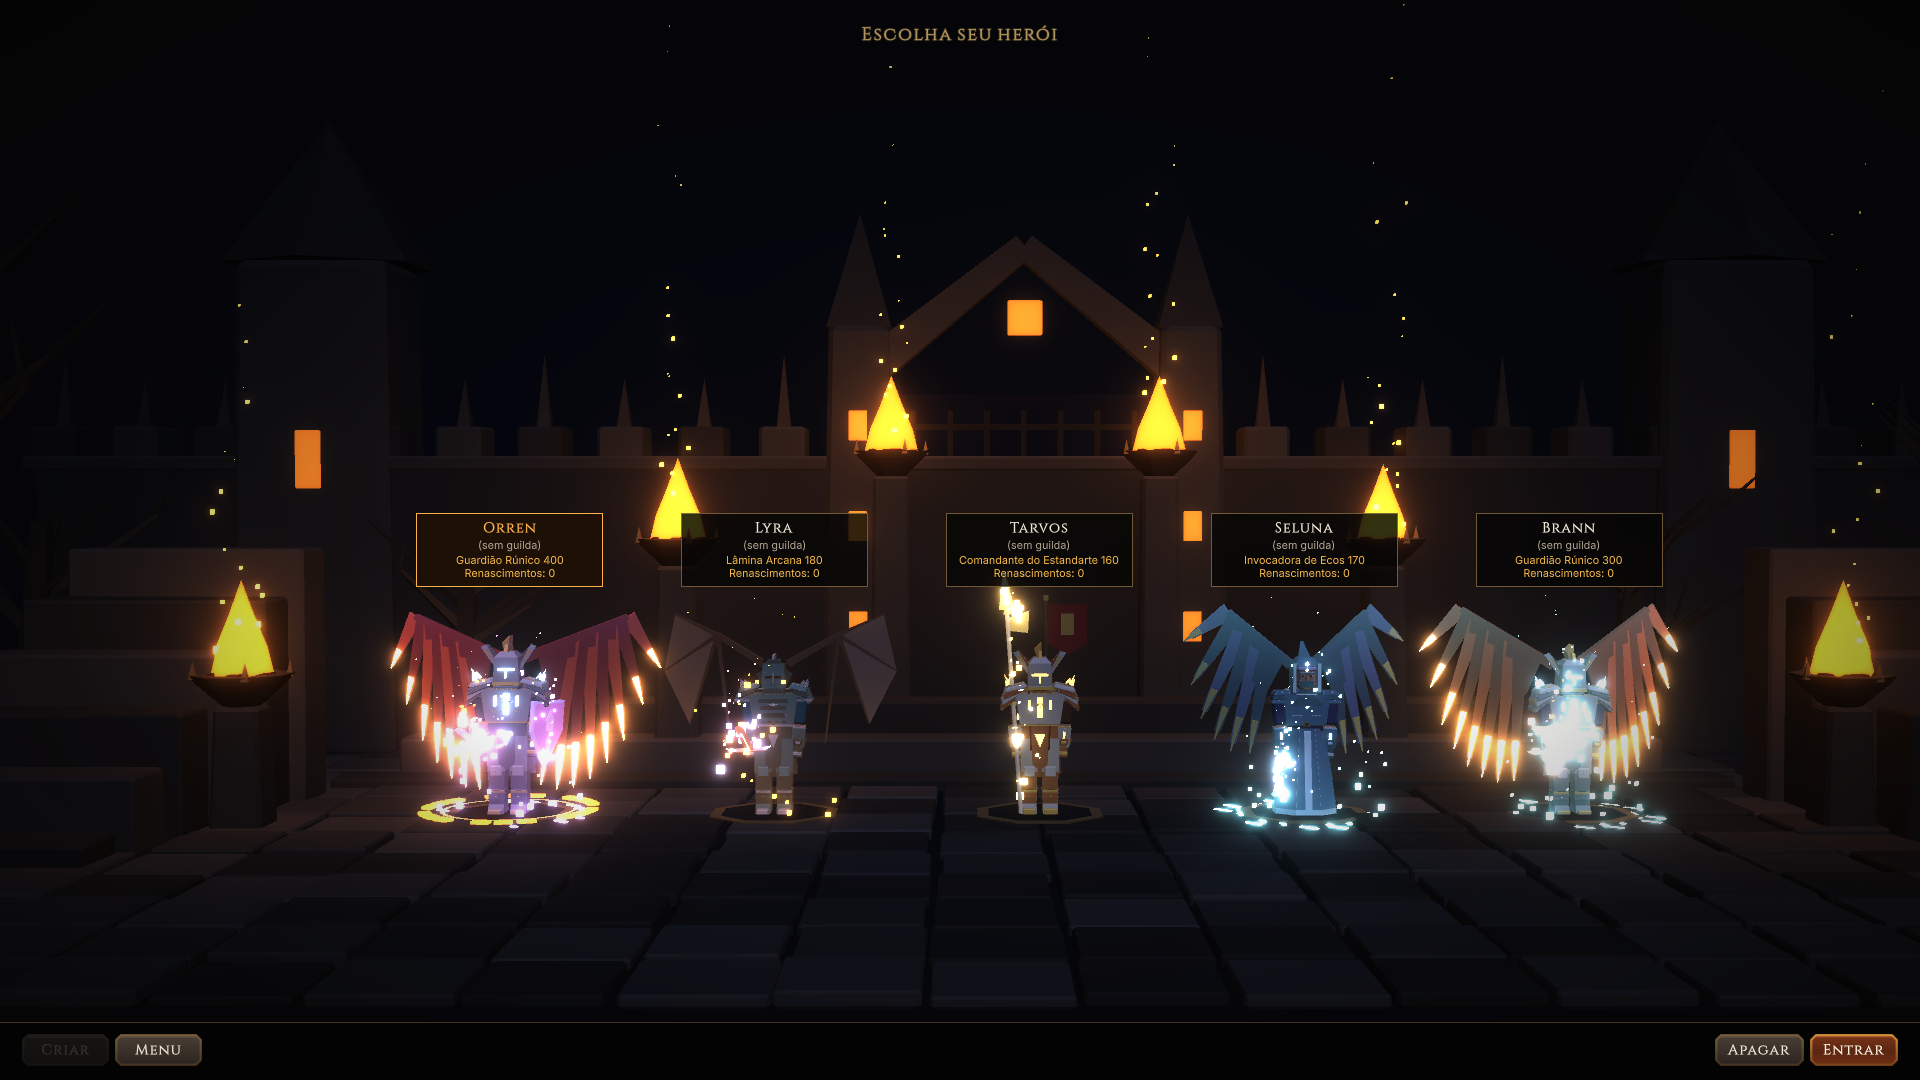 Escolha seu herói
Orren
(sem guilda)
Guardião Rúnico 400
Renascimentos: 0
Lyra
(sem guilda)
Lâmina Arcana 180
Renascimentos: 0
Tarvos
(sem guilda)
Comandante do Estandarte 160
Renascimentos: 0
Seluna
(sem guilda)
Invocadora de Ecos 170
Renascimentos: 0
Brann
(sem guilda)
Guardião Rúnico 300
Renascimentos: 0
Criar
Menu
Apagar
Entrar